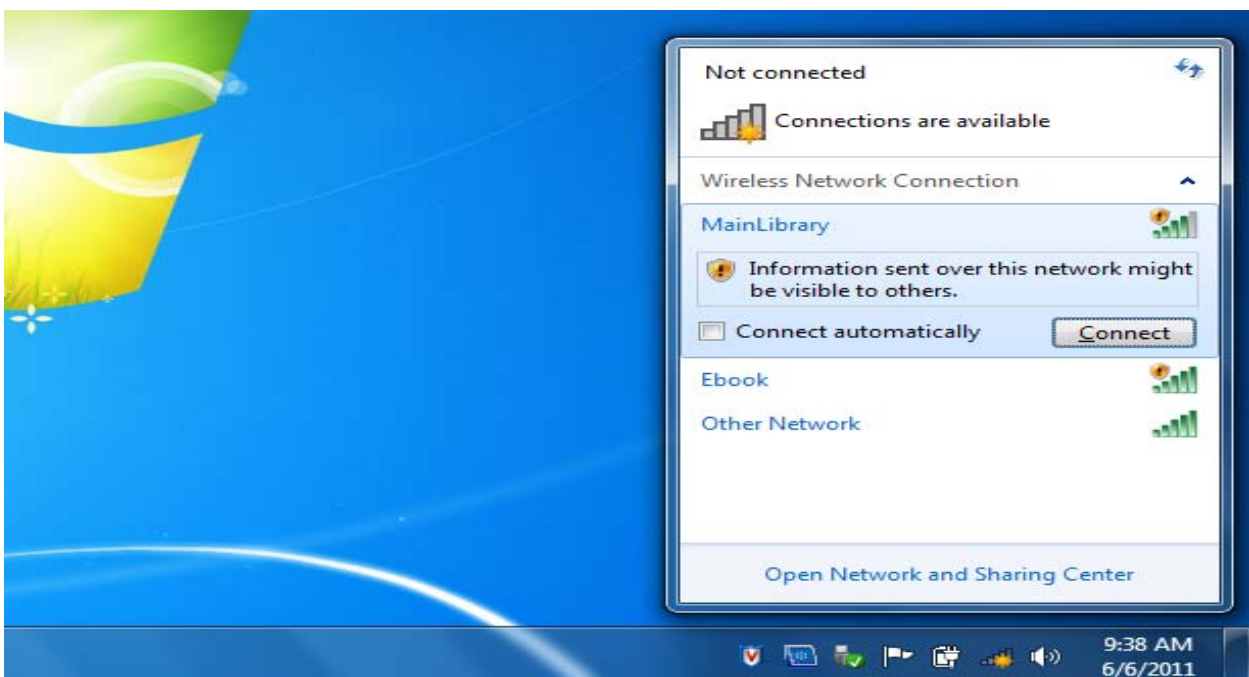 Not connected
Connections are available
Wireless Network Connection
MainLibrary
Information sent over this network might
be visible to others.
Connect automatically
Connect
Ebook
Other Network
Open Network and Sharing Center
9:38 AM
6/6/2011